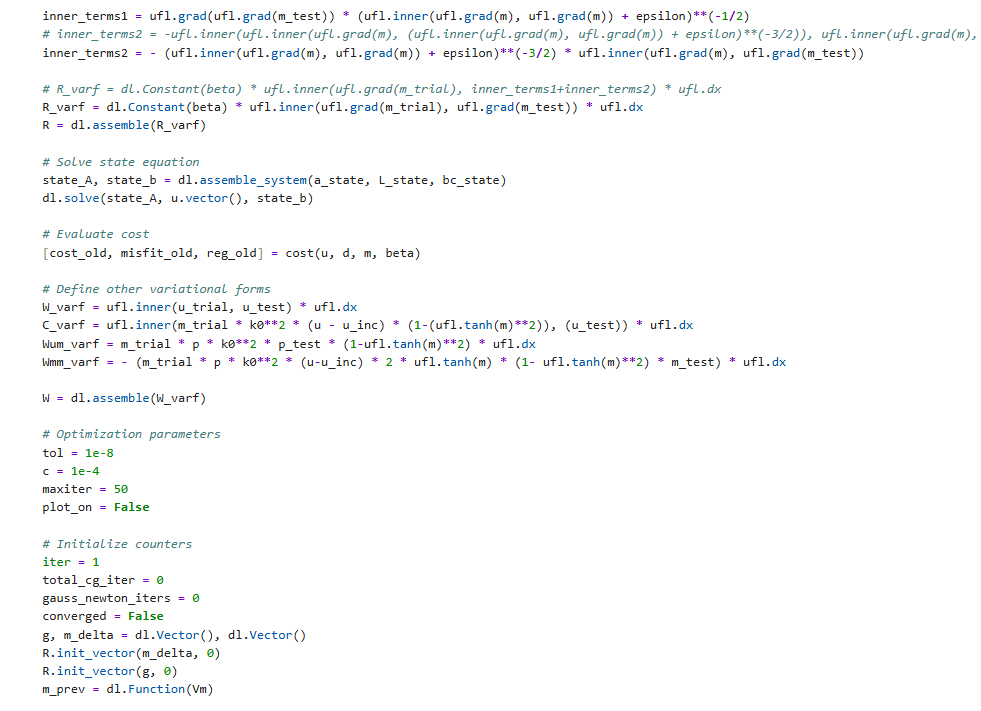 inner_terms1 = ufl.grad(ufl.grad(m_test)) * (ufl.inner(ufl.grad(m), ufl.grad(m)) + epsilon)**(-1/2)
# inner_terms2 = -ufl.inner(ufl.inner(ufl.grad(m), (ufl.inner(ufl.grad(m), ufl.grad(m)) + epsilon)**(-3/2)), ufl.inner(ufl.grad(m),
inner_terms2 = - (ufl.inner(ufl.grad(m), ufl.grad(m)) + epsilon)**(-3/2) * ufl.inner(ufl.grad(m), ufl.grad(m_test))
# R_varf = dl.Constant(beta) * ufl.inner(ufl.grad(m_trial), inner_terms1+inner_terms2) * ufl.dx
R_varf = dl.Constant(beta) * ufl.inner(ufl.grad(m_trial), ufl.grad(m_test)) * ufl.dx
R = dl.assemble(R_varf)
# Solve state equation
state_A, state_b = dl.assemble_system(a_state, L_state, bc_state)
dl.solve(state_A, u.vector(), state_b)
# Evaluate cost
[cost_old, misfit_old, reg_old] = cost(u, d, m, beta)
# Define other variational forms
W_varf = ufl.inner(u_trial, u_test) * ufl.dx
C_varf = ufl.inner(m_trial * k0**2 * (u - u_inc) * (1-(ufl.tanh(m)**2)), (u_test)) * ufl.dx
Wum_varf = m_trial * p * k0**2 * p_test * (1-ufl.tanh(m)**2) * ufl.dx
Wmm_varf = - (m_trial * p * k0**2 * (u-u_inc) * 2 * ufl.tanh(m) * (1- ufl.tanh(m)**2) * m_test) * ufl.dx
W = dl.assemble(W_varf)
# Optimization parameters
tol = 1e-8
c = 1e-4
maxiter = 50
plot_on = False
# Initialize counters
iter = 1
total_cg_iter = 0
gauss_newton_iters = 0
converged = False
g, m_delta = dl.Vector(), dl.Vector()
R.init_vector(m_delta, 0)
R.init_vector(g, 0)
m_prev = dl.Function(Vm)